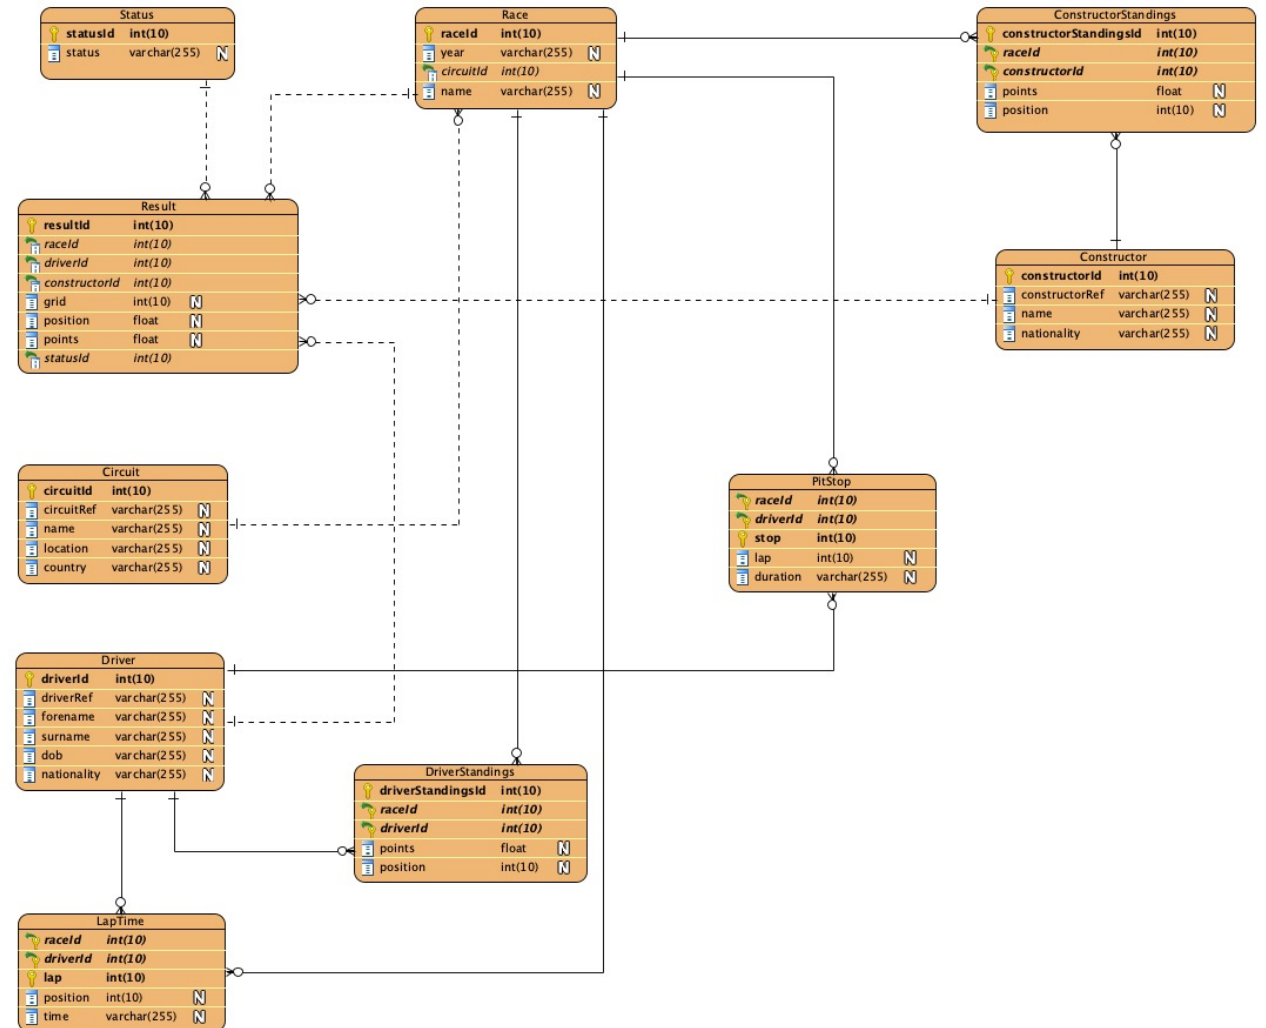 Status
statusId int(10)
status varchar(255) N
Race
raceId int(10)
year varchar(255) N
circuitId int(10)
name varchar(255) N
ConstructorStandings
constructorStandingsId int(10)
raceId int(10)
constructorId int(10)
points float N
position int(10) N
Result
resultId int(10)
raceId int(10)
driverId int(10)
constructorId int(10)
grid int(10) N
position float N
points float N
statusId int(10)
Constructor
constructorId int(10)
constructorRef varchar(255) N
name varchar(255) N
nationality varchar(255) N
Circuit
circuitId int(10)
circuitRef varchar(255) N
name varchar(255) N
location varchar(255) N
country varchar(255) N
PitStop
raceId int(10)
driverId int(10)
stop int(10)
lap int(10) N
duration varchar(255) N
Driver
driverId int(10)
driverRef varchar(255) N
forename varchar(255) N
surname varchar(255) N
dob varchar(255) N
nationality varchar(255) N
DriverStandings
driverStandingsId int(10)
raceId int(10)
driverId int(10)
points float N
position int(10) N
LapTime
raceId int(10)
driverId int(10)
lap int(10)
position int(10) N
time varchar(255) N